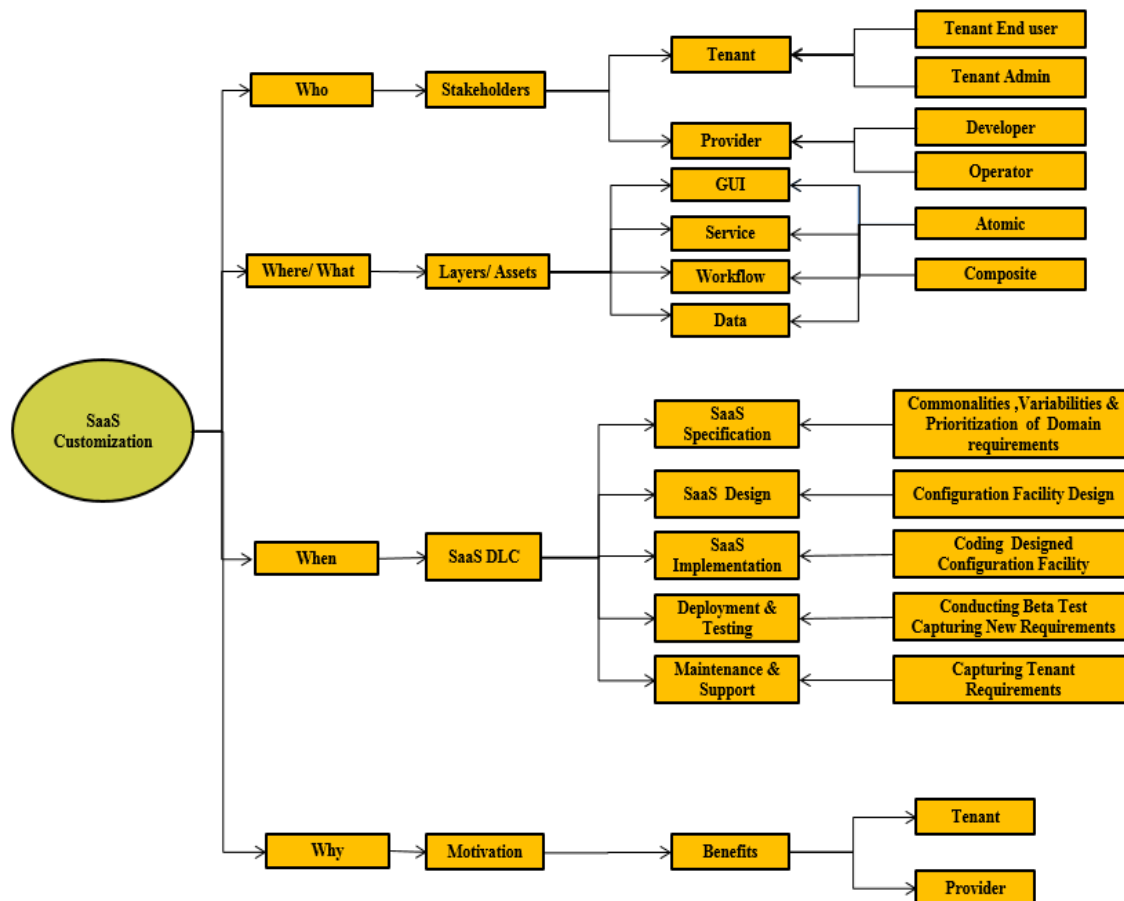 SaaS
Customization
Who
Stakeholders
Tenant
Tenant End user
Tenant Admin
Provider
Developer
Operator
Where/ What
Layers/ Assets
GUI
Service
Workflow
Data
Atomic
Composite
When
SaaS DLC
SaaS
Specification
Commonalities ,Variabilities &
Prioritization of Domain
requirements
SaaS Design
Configuration Facility Design
SaaS
Implementation
Coding Designed
Configuration Facility
Deployment &
Testing
Conducting Beta Test
Capturing New Requirements
Maintenance &
Support
Capturing Tenant
Requirements
Why
Motivation
Benefits
Tenant
Provider